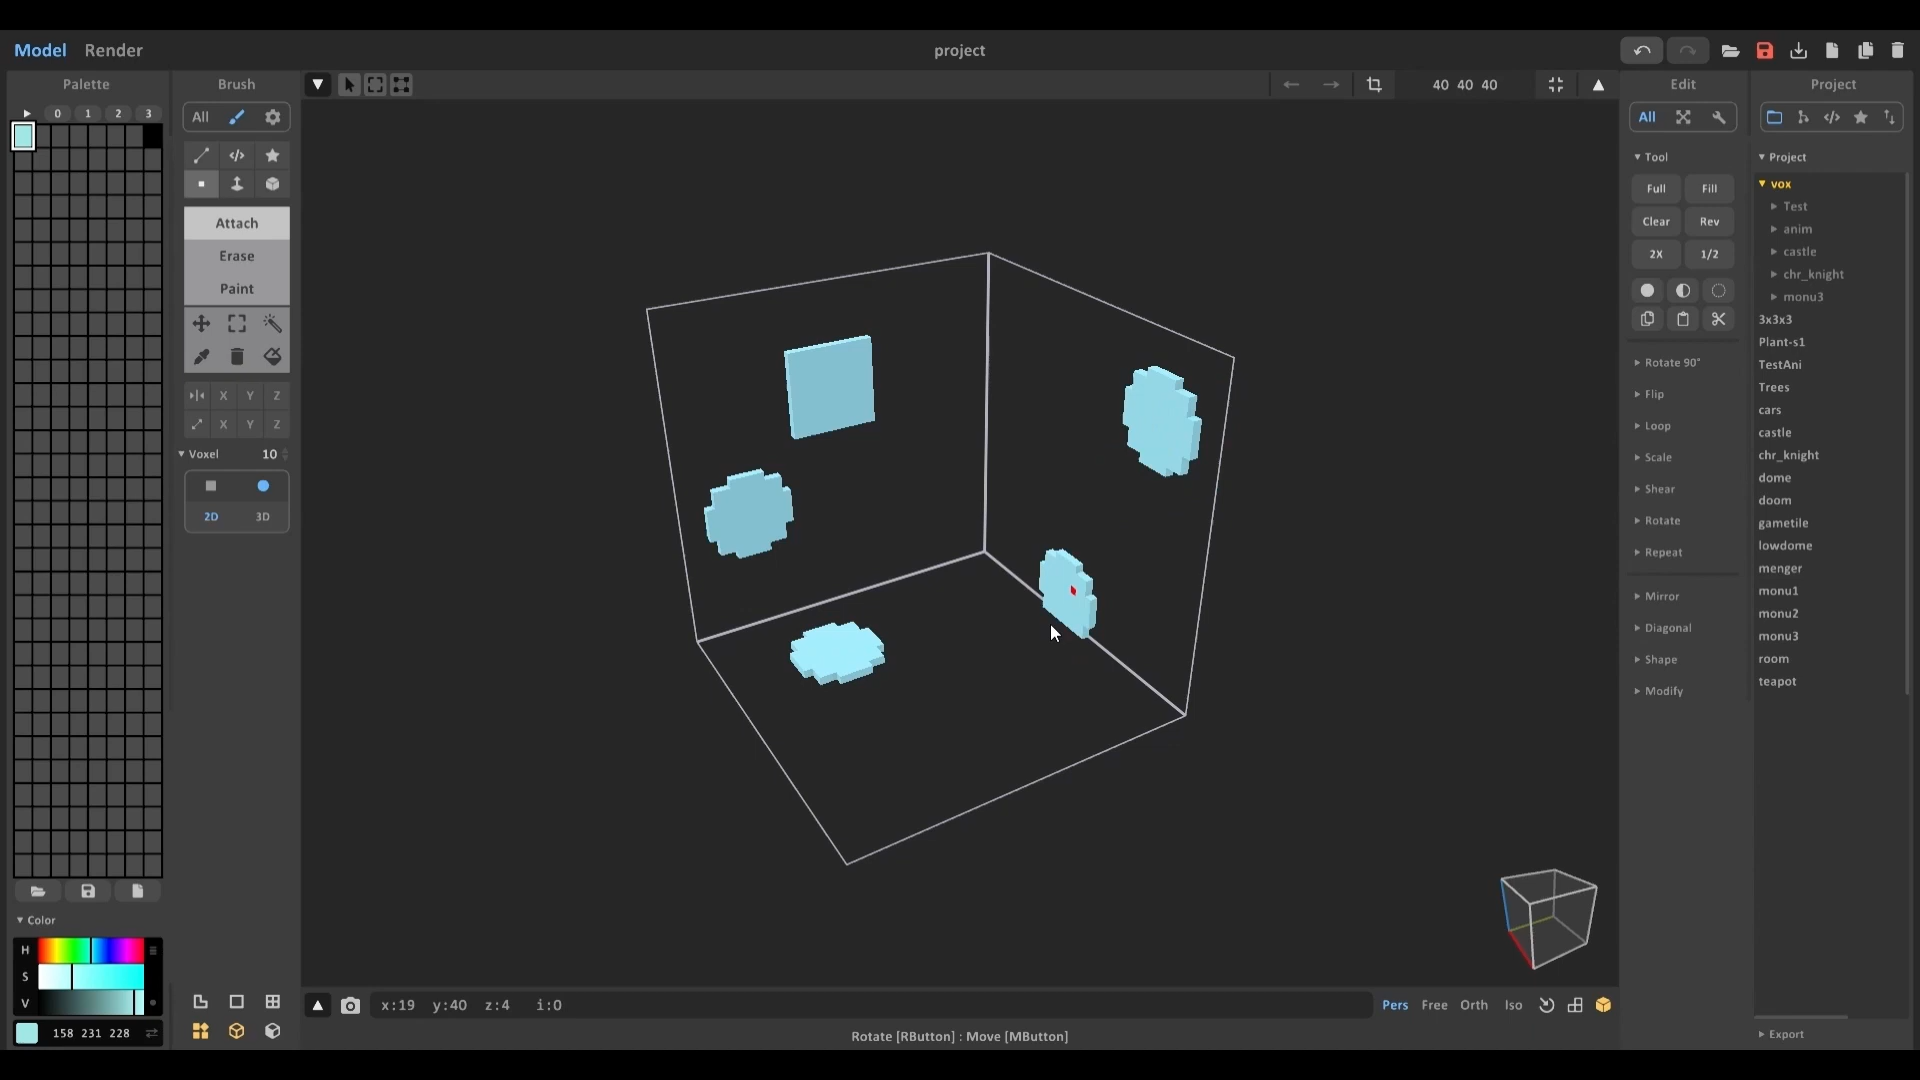 Model Render
project
Palette
0 1 2 3
Color
H
S
V
158 231 228
Brush
All
Attach
Erase
Paint
X Y Z
X Y Z
Voxel 10
2D 3D
40 40 40
x:19 y:40 z:4 i:0
Pers Free Orth Iso
Rotate [RButton] : Move [MButton]
Edit
All
Tool
Full Fill
Clear Rev
2X 1/2
Rotate 90°
Flip
Loop
Scale
Shear
Rotate
Repeat
Mirror
Diagonal
Shape
Modify
Project
Project
vox
Test
anim
castle
chr_knight
monu3
3x3x3
Plant-s1
TestAni
Trees
cars
castle
chr_knight
dome
doom
gametile
lowdome
menger
monu1
monu2
monu3
room
teapot
Export